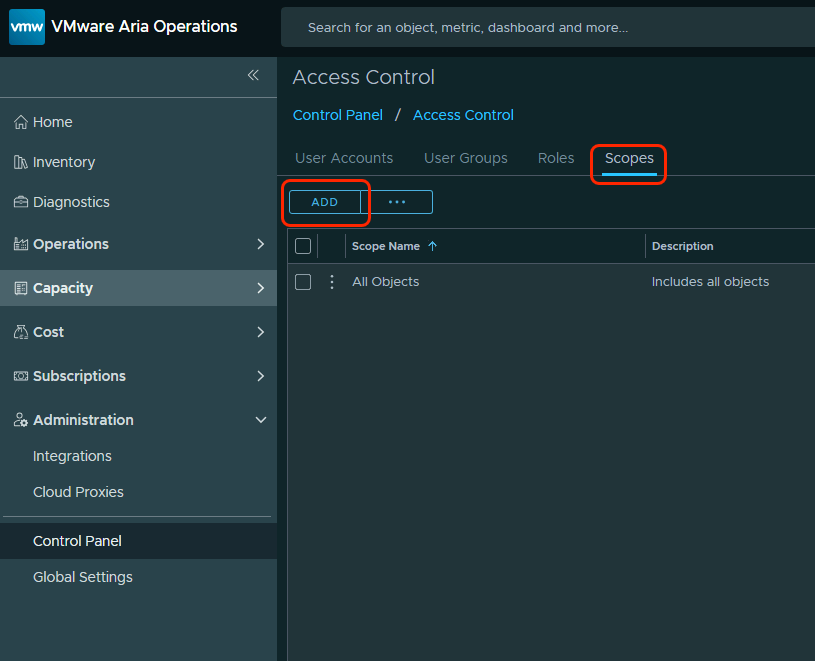 vmw VMware Aria Operations
Search for an object, metric, dashboard and more...
Home
Inventory
Diagnostics
Operations
Capacity
Cost
Subscriptions
Administration
Integrations
Cloud Proxies
Control Panel
Global Settings
Access Control
Control Panel / Access Control
User Accounts User Groups Roles Scopes
ADD ...
Scope Name Description
All Objects Includes all objects